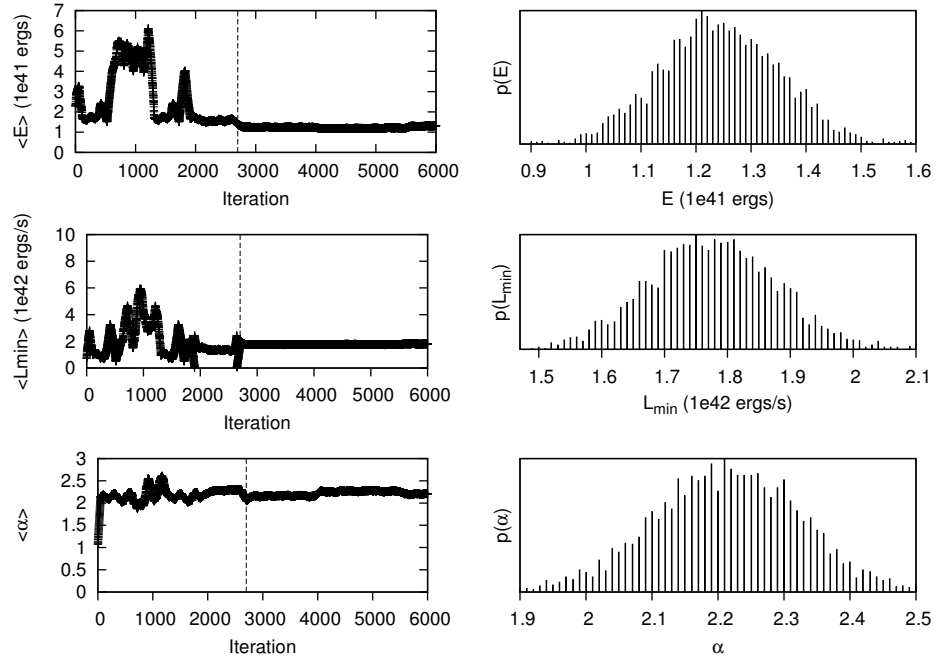 <E> (1e41 ergs)
7
6
5
4
3
2
1
0
0 1000 2000 3000 4000 5000 6000
Iteration
p(E)
0.9 1 1.1 1.2 1.3 1.4 1.5 1.6
E (1e41 ergs)
<Lmin> (1e42 ergs/s)
10
8
6
4
2
0
0 1000 2000 3000 4000 5000 6000
Iteration
p(Lmin)
1.5 1.6 1.7 1.8 1.9 2 2.1
Lmin (1e42 ergs/s)
<α>
3
2.5
2
1.5
1
0.5
0
0 1000 2000 3000 4000 5000 6000
Iteration
p(α)
1.9 2 2.1 2.2 2.3 2.4 2.5
α